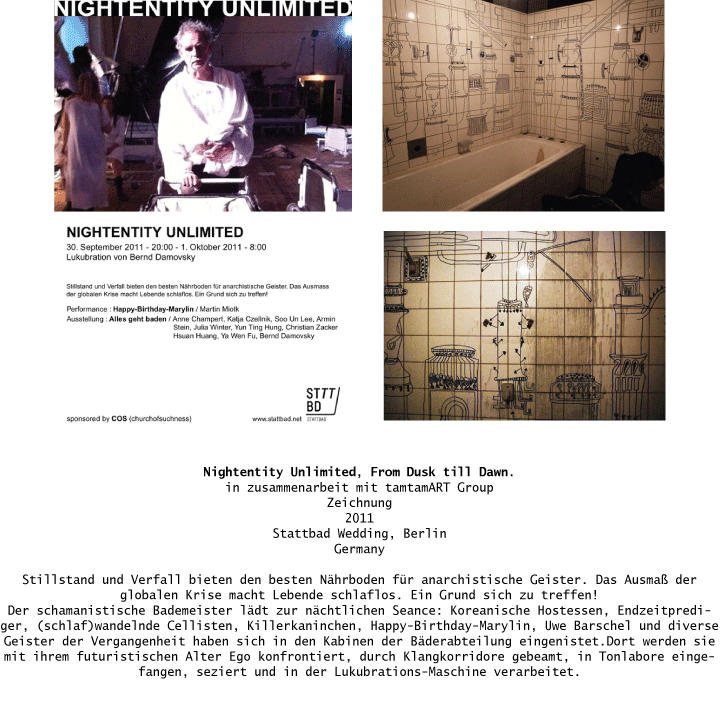 NIGHTENTITY UNLIMITED
NIGHTENTITY UNLIMITED
30. September 2011 - 20:00 - 1. Oktober 2011 - 8:00
Lukubration von Bernd Damovsky
Stillstand und Verfall bieten den besten Nährboden für anarchistische Geister. Das Ausmass
der globalen Krise macht Lebende schlaflos. Ein Grund sich zu treffen!
Performance : Happy-Birthday-Marylin / Martin Miotk
Ausstellung : Alles geht baden / Anne Champert, Katja Czellnik, Soo Un Lee, Armin
Stein, Julia Winter, Yun Ting Hung, Christian Zacker
Hsuan Huang, Ya Wen Fu, Bernd Damovsky
STTT
BD
STATTBAD
sponsored by COS (churchofsuchness) www.stattbad.net
Nightentity Unlimited, From Dusk till Dawn.
in zusammenarbeit mit tamtamART Group
Zeichnung
2011
Stattbad Wedding, Berlin
Germany
Stillstand und Verfall bieten den besten Nährboden für anarchistische Geister. Das Ausmaß der
globalen Krise macht Lebende schlaflos. Ein Grund sich zu treffen!
Der schamanistische Bademeister lädt zur nächtlichen Seance: Koreanische Hostessen, Endzeitpredi-
ger, (schlaf)wandelnde Cellisten, Killerkaninchen, Happy-Birthday-Marylin, Uwe Barschel und diverse
Geister der Vergangenheit haben sich in den Kabinen der Bäderabteilung eingenistet.Dort werden sie
mit ihrem futuristischen Alter Ego konfrontiert, durch Klangkorridore gebeamt, in Tonlabore einge-
fangen, seziert und in der Lukubrations-Maschine verarbeitet.